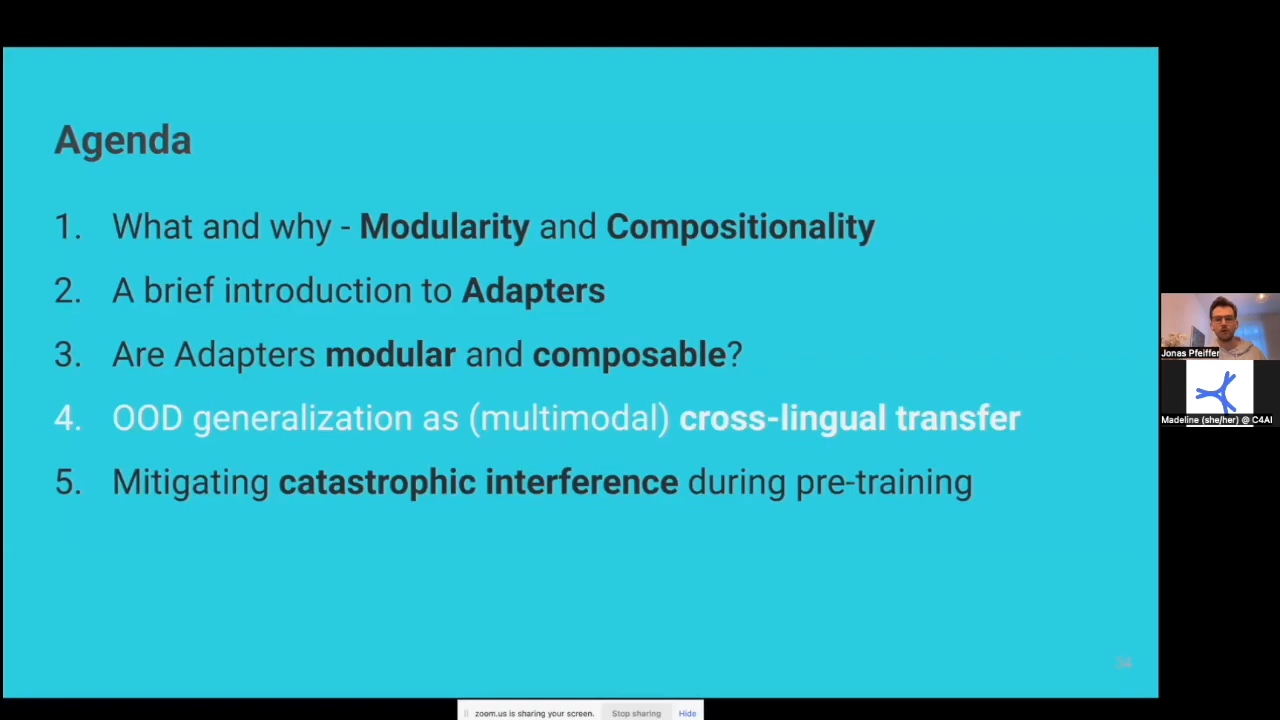 Agenda
1. What and why - Modularity and Compositionality
2. A brief introduction to Adapters
3. Are Adapters modular and composable?
4. OOD generalization as (multimodal) cross-lingual transfer
5. Mitigating catastrophic interference during pre-training
Jonas Pfeiffer
Madeline (she/her) @ C4AI
34
zoom.us is sharing your screen. Stop sharing Hide